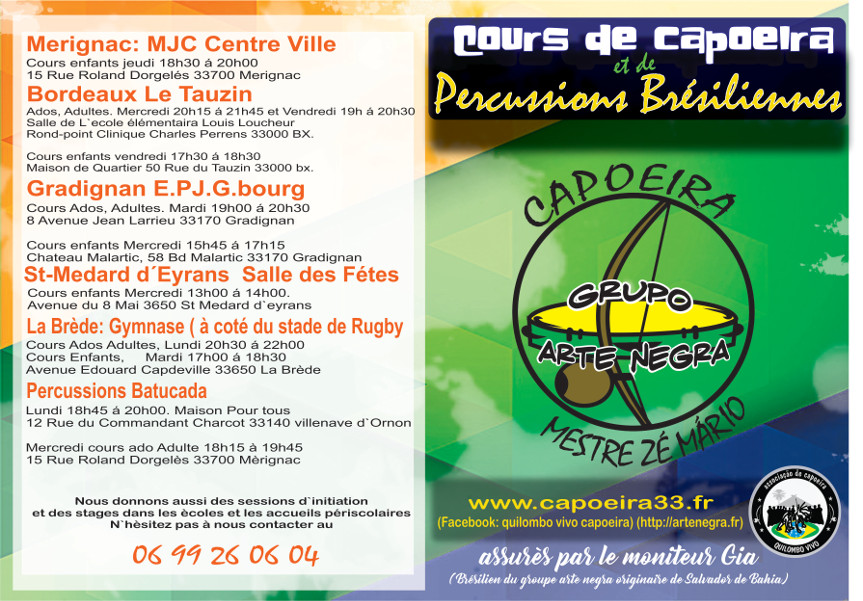 Merignac: MJC Centre Ville
Cours enfants jeudi 18h30 á 20h00
15 Rue Roland Dorgelés 33700 Merignac
Bordeaux Le Tauzin
Ados, Adultes. Mercredi 20h15 à 21h45 et Vendredi 19h á 20h30
Salle de L`ecole élémentaira Louis Loucheur
Rond-point Clinique Charles Perrens 33000 BX.
Cours enfants vendredi 17h30 á 18h30
Maison de Quartier 50 Rue du Tauzin 33000 bx.
Gradignan E.PJ.G.bourg
Cours Ados, Adultes. Mardi 19h00 á 20h30
8 Avenue Jean Larrieu 33170 Gradignan
Cours enfants Mercredi 15h45 á 17h15
Chateau Malartic, 58 Bd Malartic 33170 Gradignan
St-Medard d´Eyrans Salle des Fétes
Cours enfants Mercredi 13h00 á 14h00.
Avenue du 8 Mai 3650 St Medard d`eyrans
La Brède: Gymnase ( à coté du stade de Rugby
Cours Ados Adultes, Lundi 20h30 á 22h00
Cours Enfants, Mardi 17h00 á 18h30
Avenue Edouard Capdeville 33650 La Brède
Percussions Batucada
Lundi 18h45 á 20h00. Maison Pour tous
12 Rue du Commandant Charcot 33140 villenave d`Ornon
Mercredi cours ado Adulte 18h15 à 19h45
15 Rue Roland Dorgelès 33700 Mèrignac
Nous donnons aussi des sessions d`initiation
et des stages dans les ècoles et les accueils périscolaires
N`hèsitez pas à nous contacter au
06 99 26 06 04
Cours de capoeira
et de
Percussions Brésiliennes
CAPOEIRA
GRUPO
ARTE NEGRA
MESTRE ZÉ MÁRIO
www.capoeira33.fr
(Facebook: quilombo vivo capoeira) (http://artenegra.fr)
associação de capoeira
QUILOMBO VIVO
assurès par le moniteur Gia
(Brésilien du groupe arte negra originaire de Salvador de Bahia)